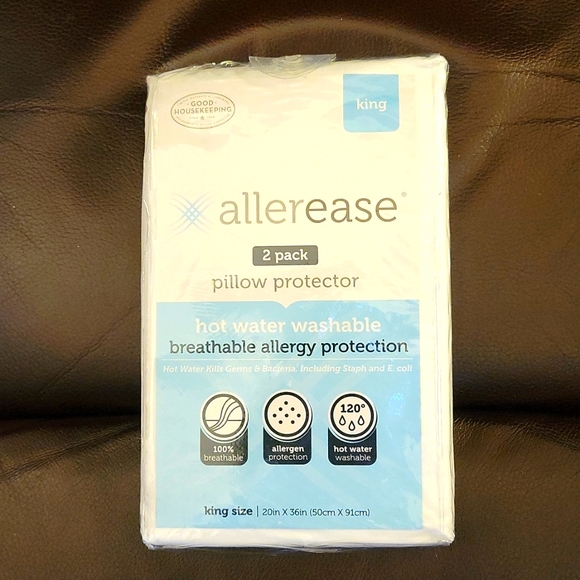 GOOD
HOUSEKEEPING
king
allerease®
2 pack
pillow protector
hot water washable
breathable allergy protection
Hot Water Kills Germs & Bacteria, Including Staph and E. coli
100%
breathable
allergen
protection
120°
hot water
washable
king size | 20in X 36in (50cm X 91cm)